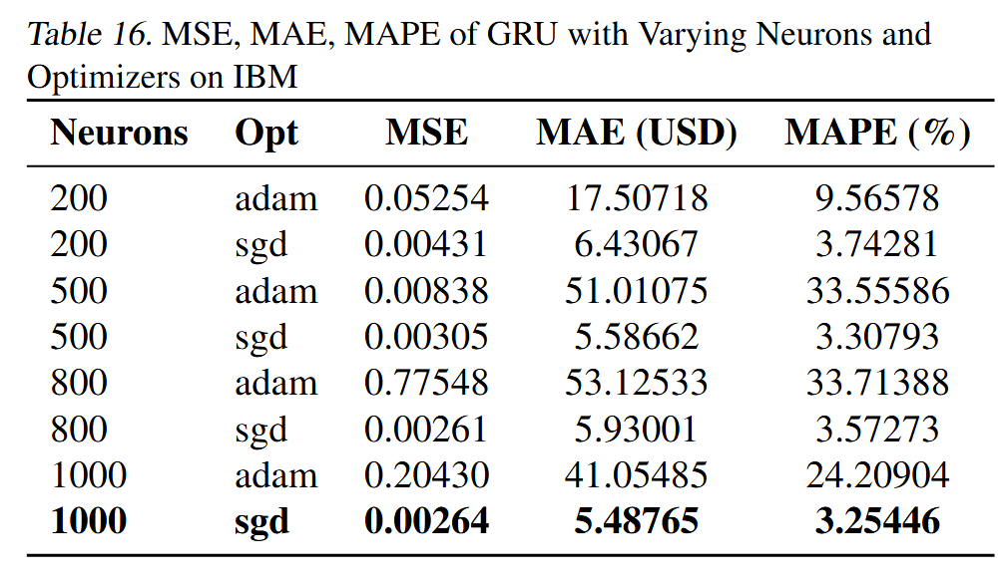 Table 16. MSE, MAE, MAPE of GRU with Varying Neurons and
Optimizers on IBM
Neurons Opt MSE MAE (USD) MAPE (%)
200 adam 0.05254 17.50718 9.56578
200 sgd 0.00431 6.43067 3.74281
500 adam 0.00838 51.01075 33.55586
500 sgd 0.00305 5.58662 3.30793
800 adam 0.77548 53.12533 33.71388
800 sgd 0.00261 5.93001 3.57273
1000 adam 0.20430 41.05485 24.20904
1000 sgd 0.00264 5.48765 3.25446